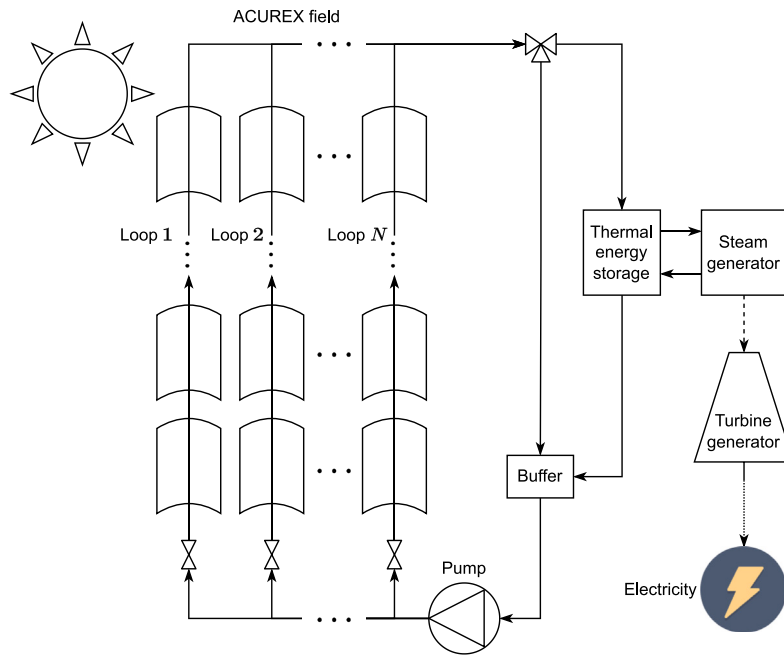 ACUREX field
Loop 1
Loop 2
Loop N
Thermal
energy
storage
Steam
generator
Turbine
generator
Buffer
Pump
Electricity